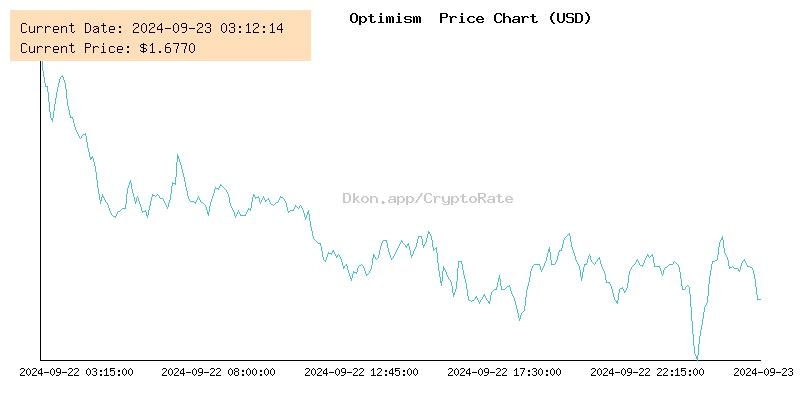 Optimism Price Chart (USD)
Current Date: 2024-09-23 03:12:14
Current Price: $1.6770
Dkon.app/CryptoRate
2024-09-22 03:15:00 2024-09-22 08:00:00 2024-09-22 12:45:00 2024-09-22 17:30:00 2024-09-22 22:15:00 2024-09-23